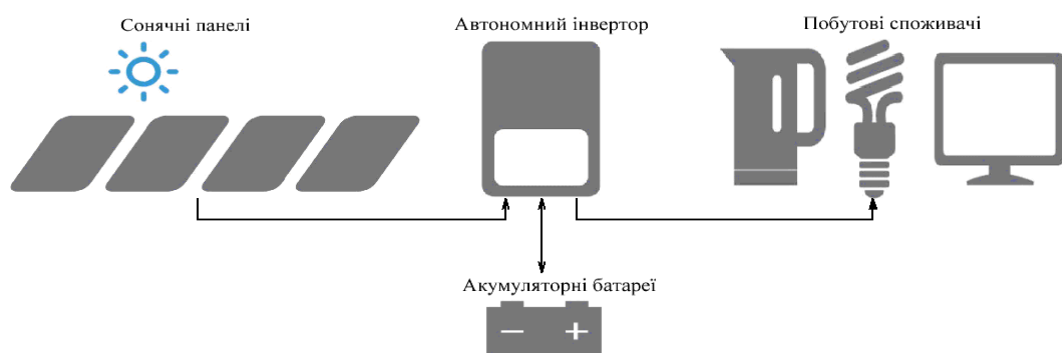 Сонячні панелі
Автономний інвертор
Побутові споживачі
Акумуляторні батареї
− +